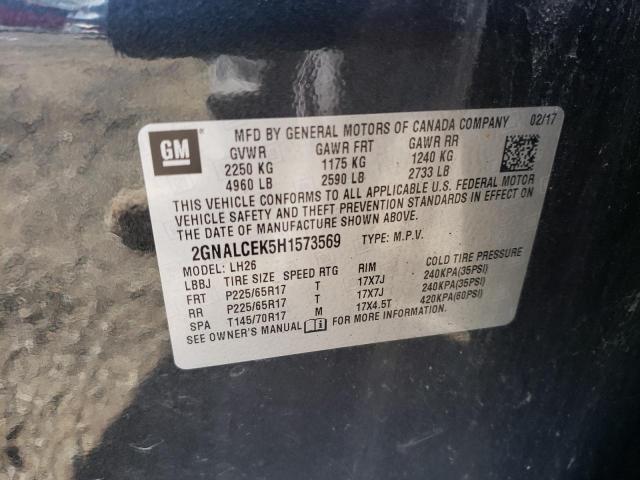 GM
MFD BY GENERAL MOTORS OF CANADA COMPANY 02/17
GVWR GAWR FRT GAWR RR
2250 KG 1175 KG 1240 KG
4960 LB 2590 LB 2733 LB
THIS VEHICLE CONFORMS TO ALL APPLICABLE U.S. FEDERAL MOTOR
VEHICLE SAFETY AND THEFT PREVENTION STANDARDS IN EFFECT ON
THE DATE OF MANUFACTURE SHOWN ABOVE.
2GNALCEK5H1573569 TYPE: M.P.V.
MODEL: LH26
LBBJ TIRE SIZE SPEED RTG RIM COLD TIRE PRESSURE
FRT P225/65R17 T 17X7J 240KPA(35PSI)
RR P225/65R17 T 17X7J 240KPA(35PSI)
SPA T145/70R17 M 17X4.5T 420KPA(60PSI)
SEE OWNER'S MANUAL FOR MORE INFORMATION.